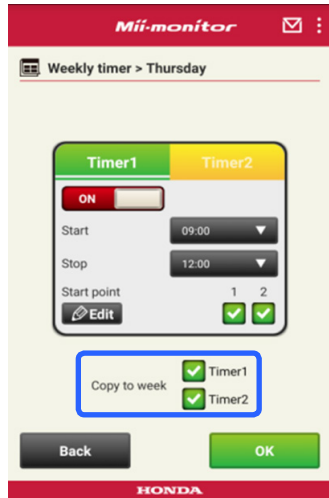 Mii-monitor
Weekly timer > Thursday
Timer1 Timer2
ON
Start 09:00
Stop 12:00
Start point 1 2
Edit
Copy to week
Timer1
Timer2
Back OK
HONDA